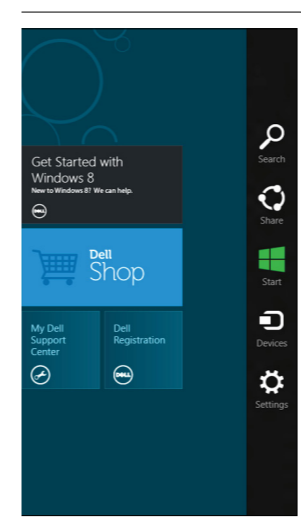 Get Started with
Windows 8
New to Windows 8? We can help.
DELL
Dell
Shop
My Dell
Support
Center
Dell
Registration
DELL
Search
Share
Start
Devices
Settings